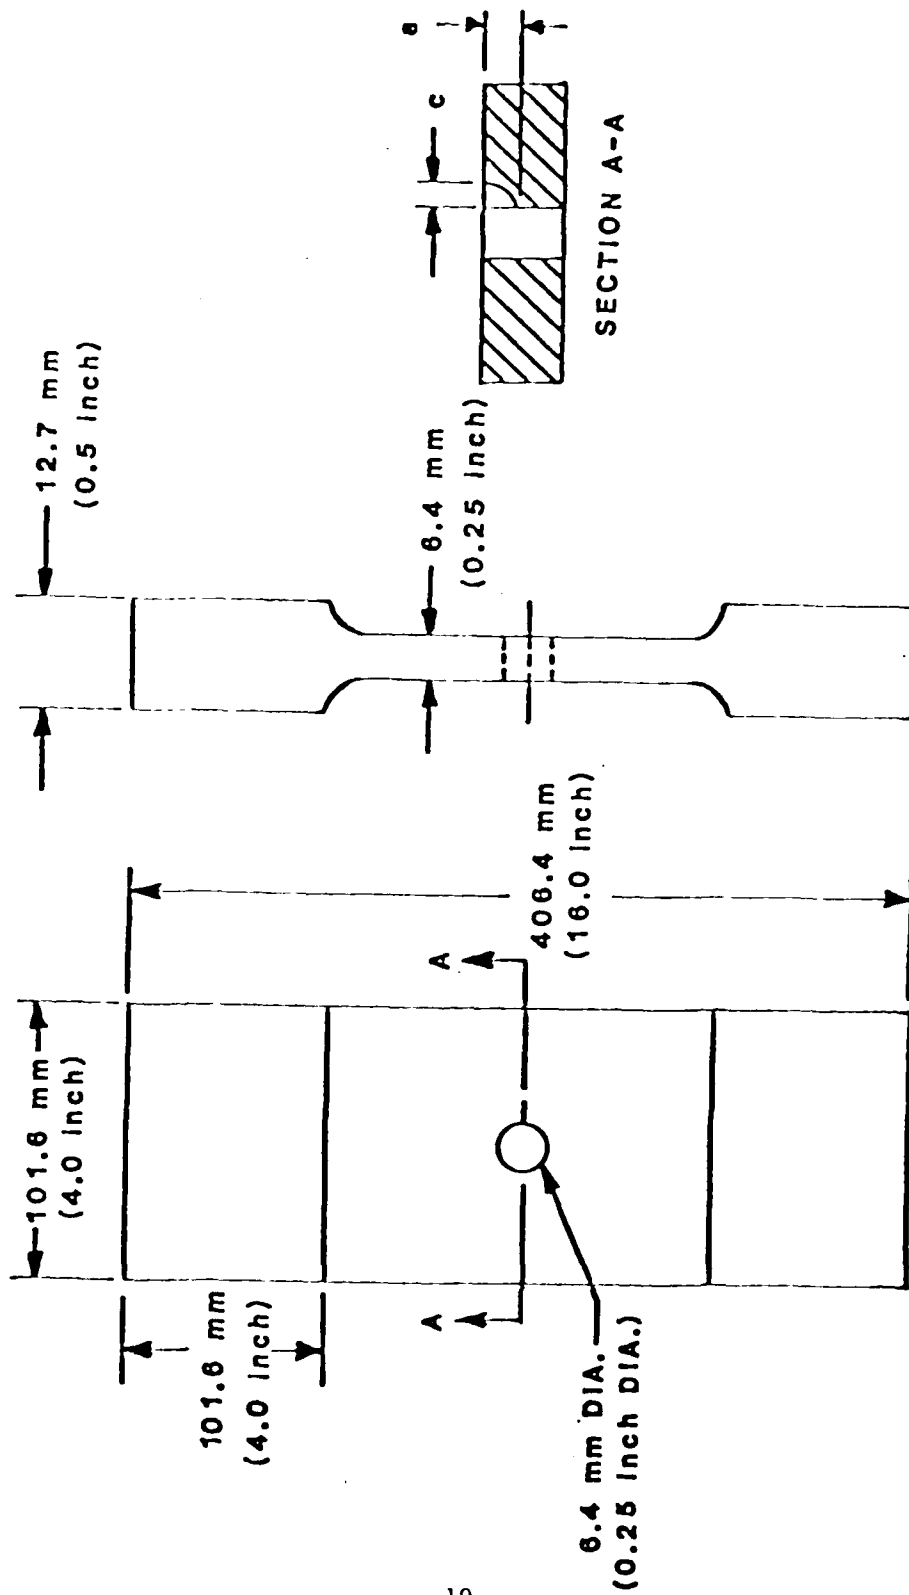 101.6 mm
(4.0 Inch)
101.6 mm
(4.0 Inch)
A
A
6.4 mm DIA.
(0.25 Inch DIA.)
406.4 mm
(16.0 Inch)
12.7 mm
(0.5 Inch)
6.4 mm
(0.25 Inch)
c
a
SECTION A-A